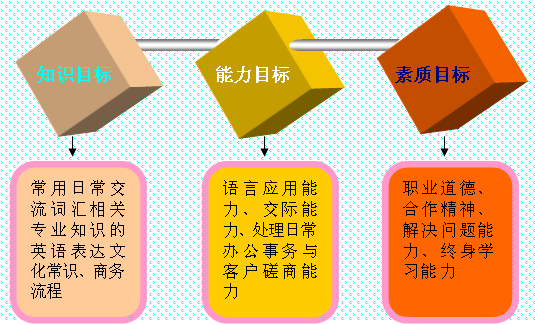 知识目标
能力目标
素质目标
常用日常交
流词汇相关
专业知识的
英语表达文
化常识、商务
流程
语言应用能
力、交际能
力、处理日常
办公事务与
客户磋商能
力
职业道德、
合作精神、
解决问题能
力、终身学
习能力